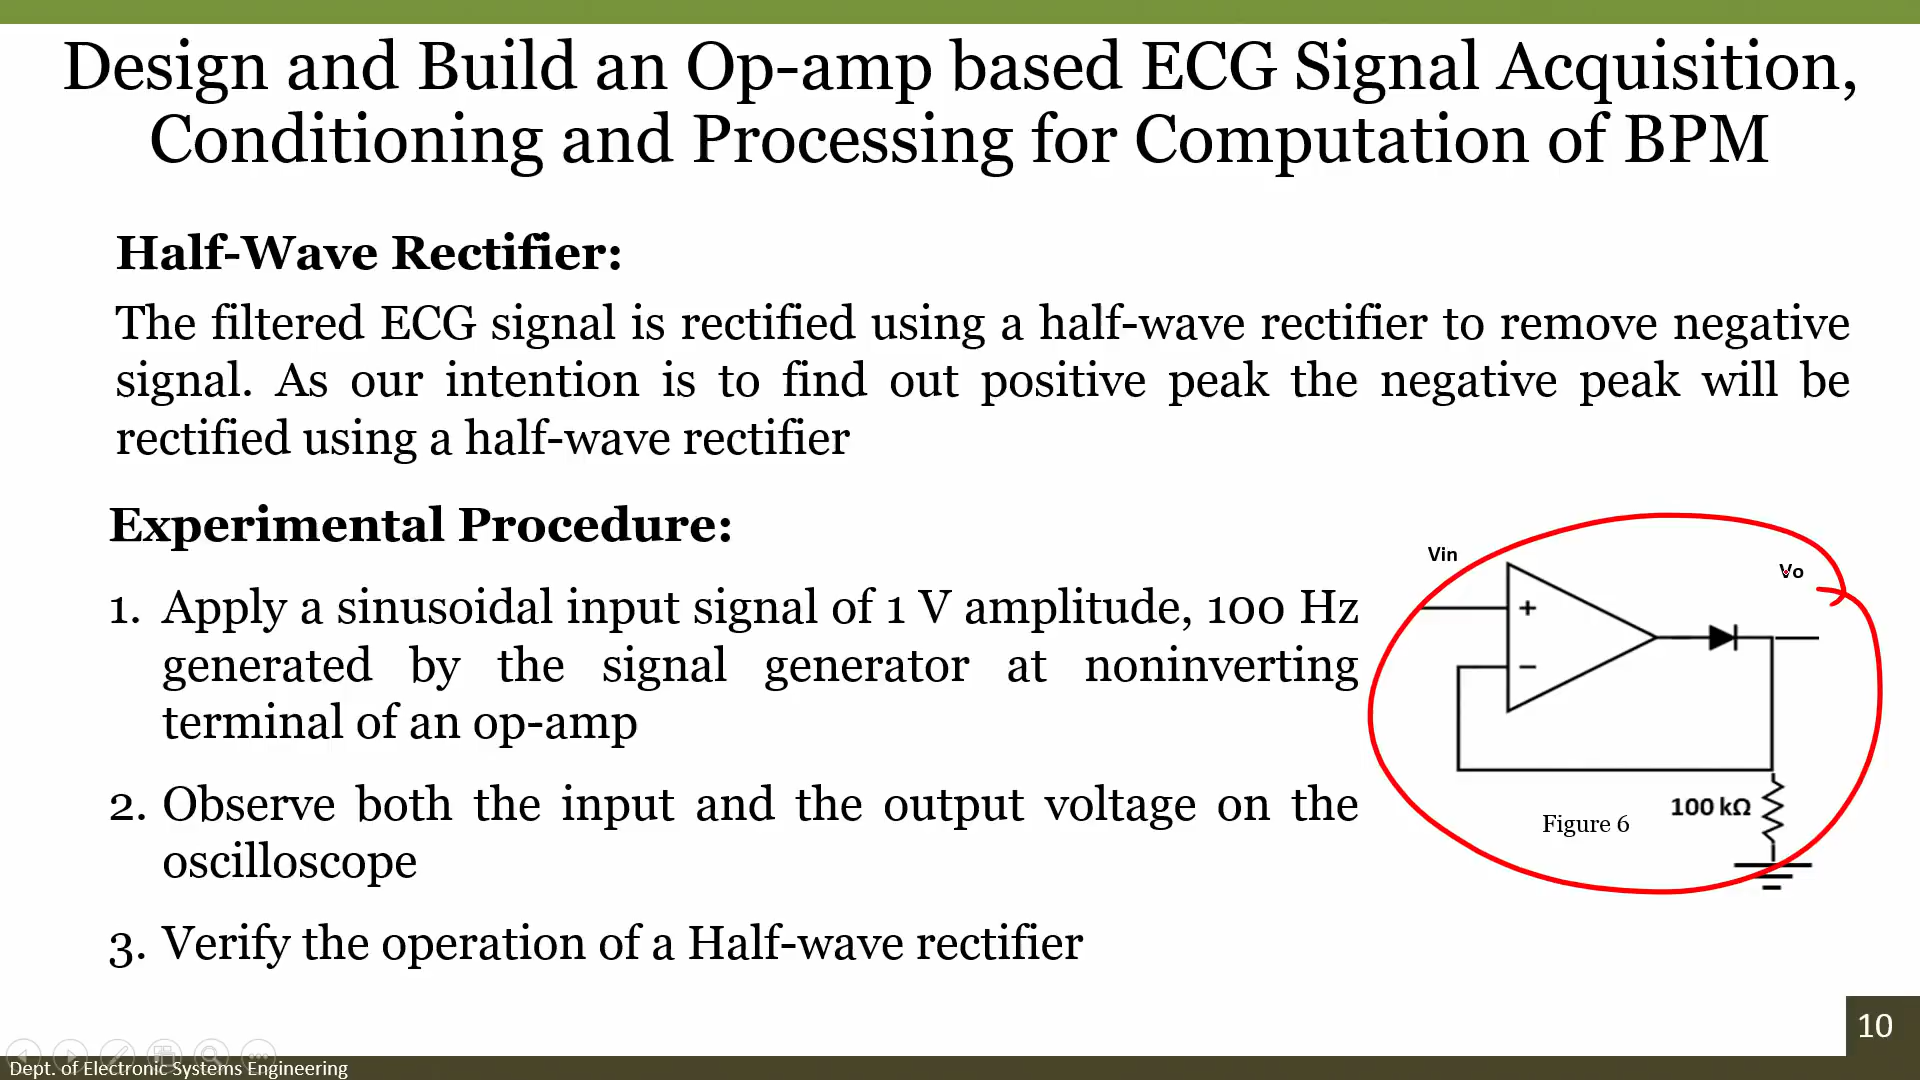 Design and Build an Op-amp based ECG Signal Acquisition,
Conditioning and Processing for Computation of BPM
Half-Wave Rectifier:
The filtered ECG signal is rectified using a half-wave rectifier to remove negative
signal. As our intention is to find out positive peak the negative peak will be
rectified using a half-wave rectifier
Experimental Procedure:
1. Apply a sinusoidal input signal of 1 V amplitude, 100 Hz
generated by the signal generator at noninverting
terminal of an op-amp
2. Observe both the input and the output voltage on the
oscilloscope
3. Verify the operation of a Half-wave rectifier
Vin
Vo
+
−
100 kΩ
Figure 6
10
Dept. of Electronic Systems Engineering